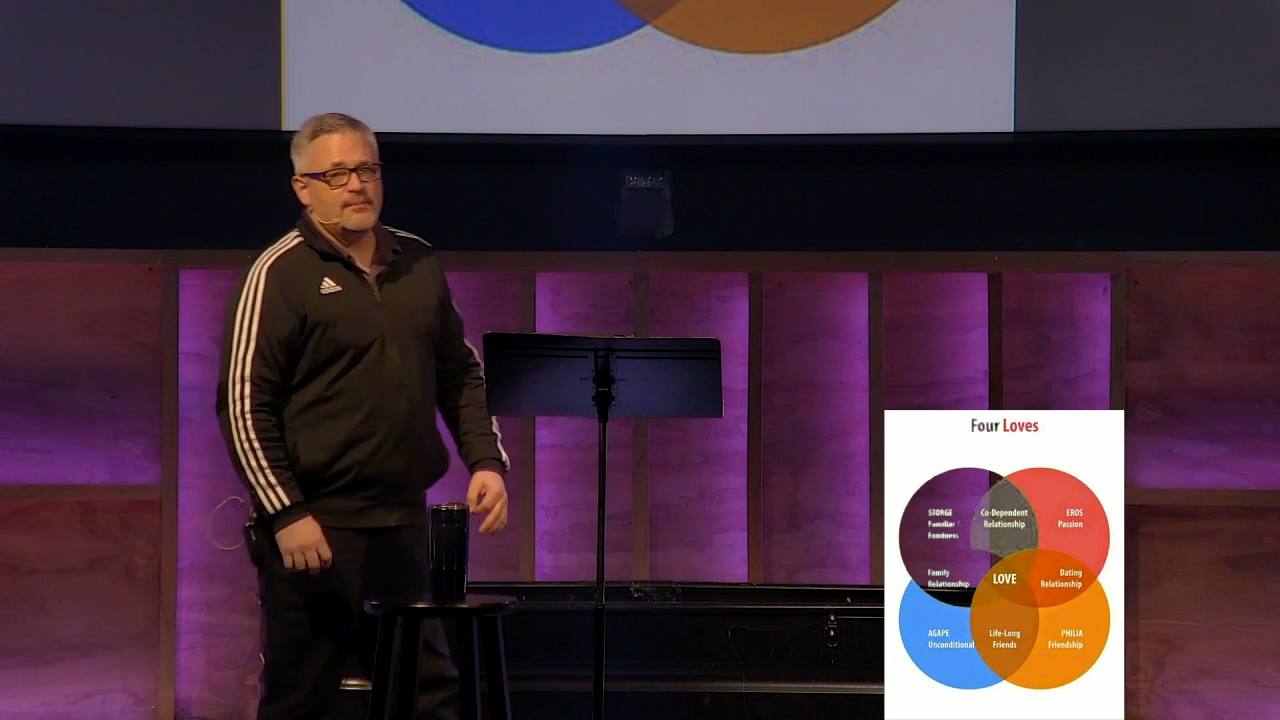 Four Loves
STORGE
Familiar
Fondness
Co-Dependent
Relationship
EROS
Passion
Family
Relationship
LOVE
Dating
Relationship
AGAPE
Unconditional
Life-Long
Friends
PHILIA
Friendship